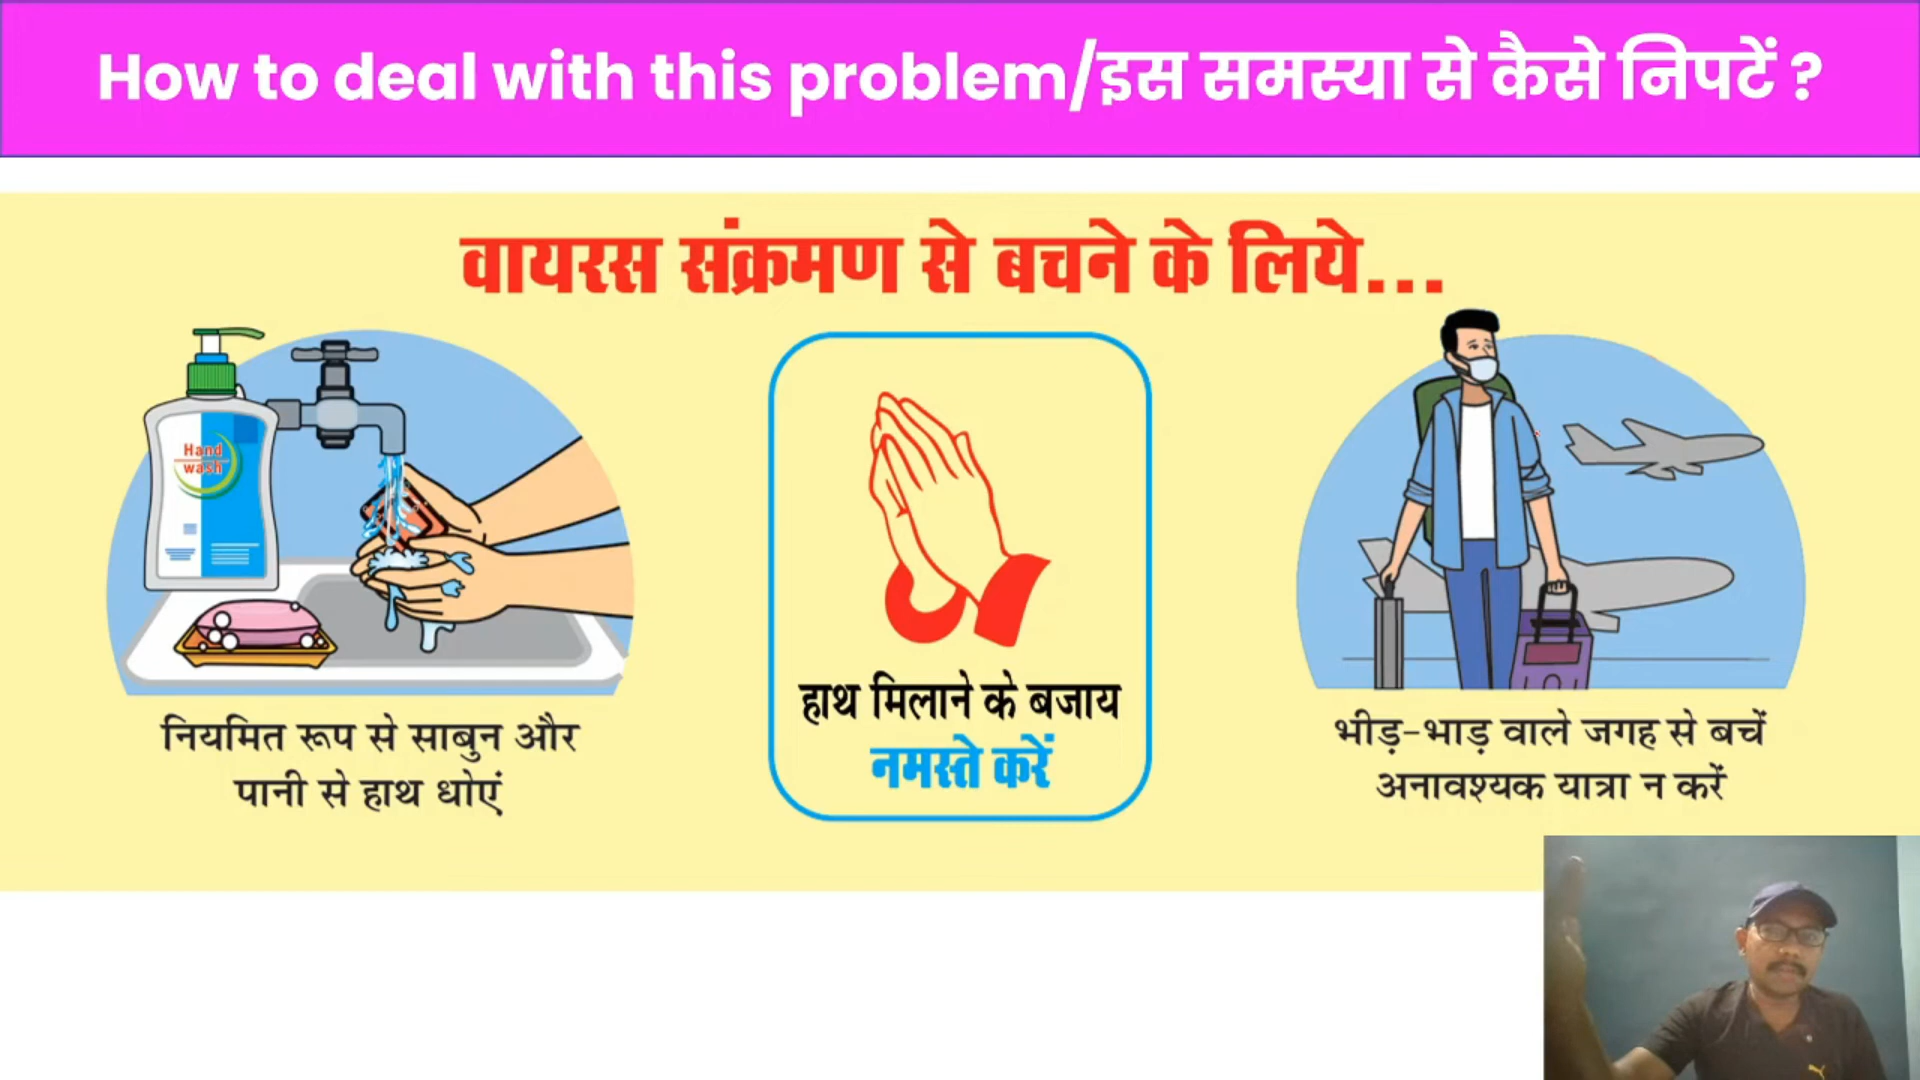 How to deal with this problem/इस समस्या से कैसे निपटें ?
वायरस संक्रमण से बचने के लिये...
Hand
wash
नियमित रूप से साबुन और
पानी से हाथ धोएं
हाथ मिलाने के बजाय
नमस्ते करें
भीड़-भाड़ वाले जगह से बचें
अनावश्यक यात्रा न करें